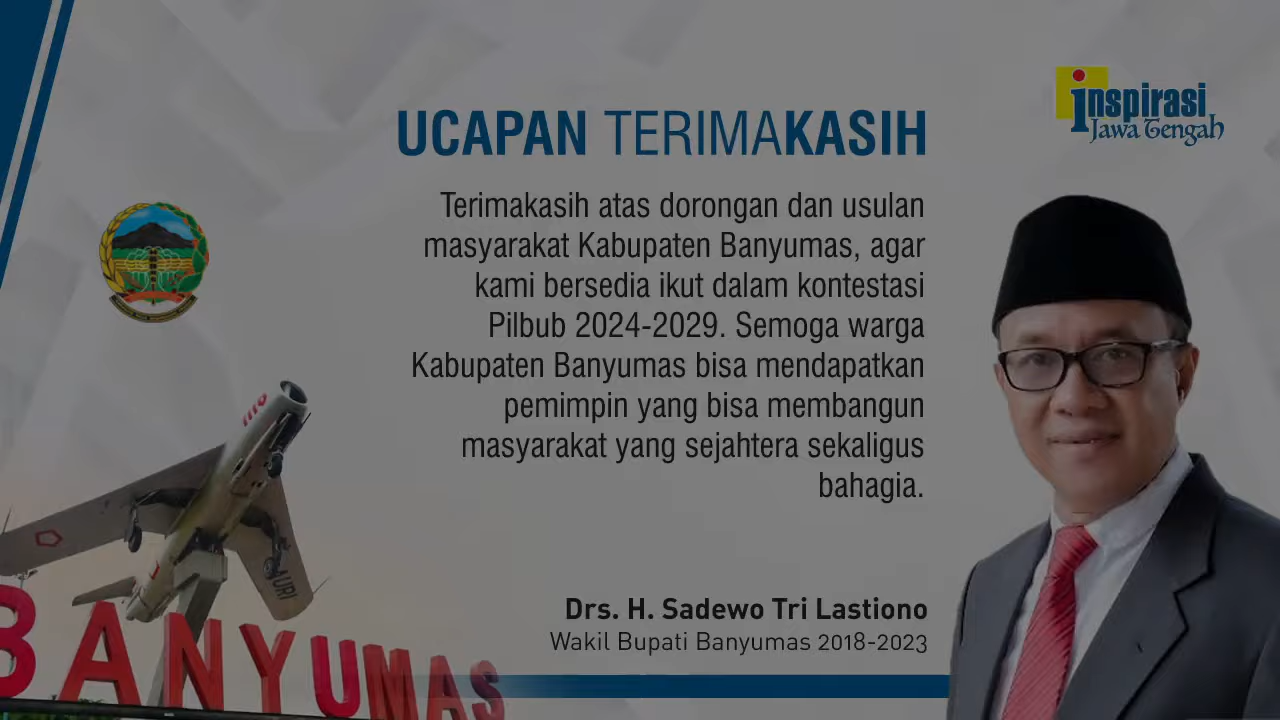 inspirasi
Jawa Tengah
UCAPAN TERIMAKASIH
Terimakasih atas dorongan dan usulan
masyarakat Kabupaten Banyumas, agar
kami bersedia ikut dalam kontestasi
Pilbub 2024-2029. Semoga warga
Kabupaten Banyumas bisa mendapatkan
pemimpin yang bisa membangun
masyarakat yang sejahtera sekaligus
bahagia.
AURI
BANYUMAS
Drs. H. Sadewo Tri Lastiono
Wakil Bupati Banyumas 2018-2023